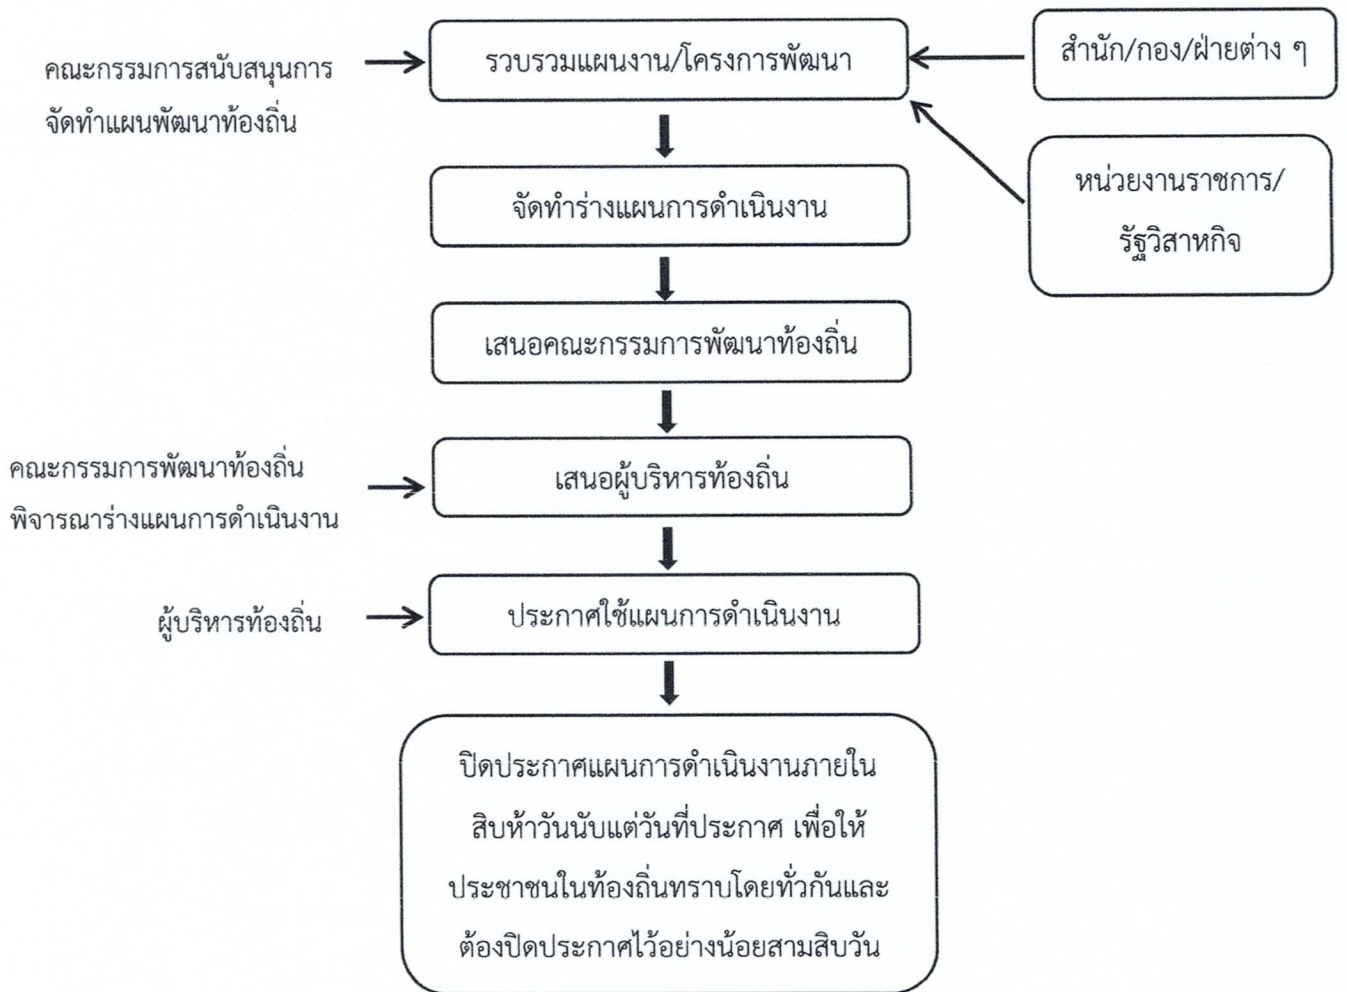 คณะกรรมการสนับสนุนการ
จัดทำแผนพัฒนาท้องถิ่น
รวบรวมแผนงาน/โครงการพัฒนา
สำนัก/กอง/ฝ่ายต่าง ๆ
หน่วยงานราชการ/
รัฐวิสาหกิจ
จัดทำร่างแผนการดำเนินงาน
เสนอคณะกรรมการพัฒนาท้องถิ่น
คณะกรรมการพัฒนาท้องถิ่น
พิจารณาร่างแผนการดำเนินงาน
เสนอผู้บริหารท้องถิ่น
ผู้บริหารท้องถิ่น
ประกาศใช้แผนการดำเนินงาน
ปิดประกาศแผนการดำเนินงานภายใน
สิบห้าวันนับแต่วันที่ประกาศ เพื่อให้
ประชาชนในท้องถิ่นทราบโดยทั่วกันและ
ต้องปิดประกาศไว้อย่างน้อยสามสิบวัน